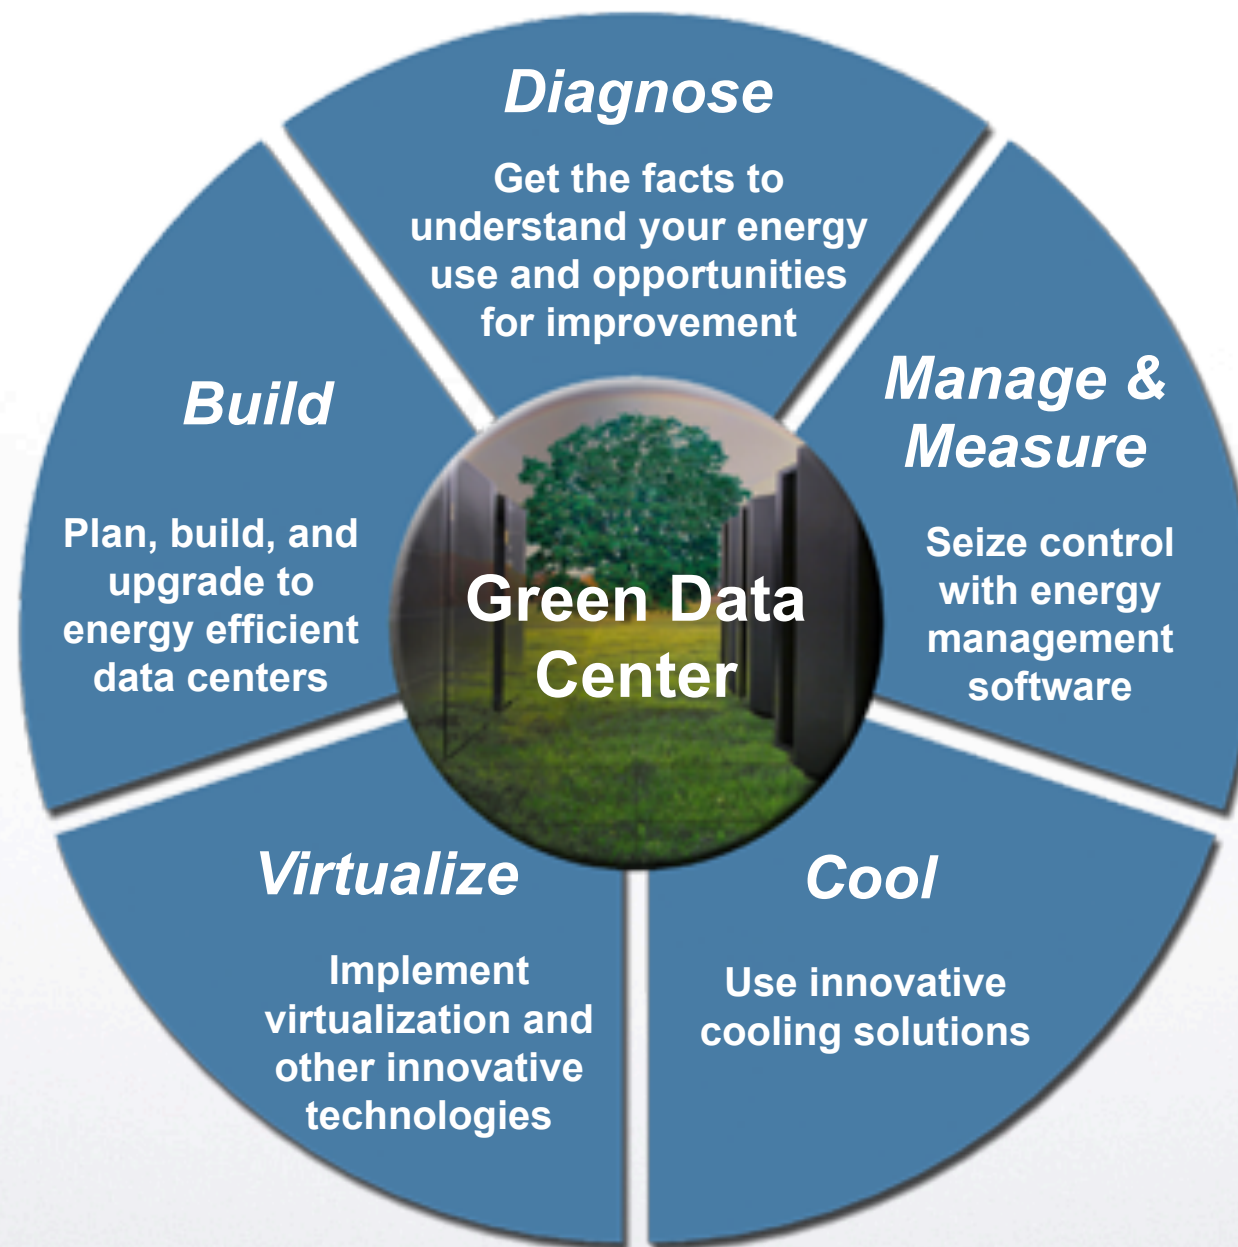 Diagnose
Get the facts to
understand your energy
use and opportunities
for improvement
Manage &
Measure
Seize control
with energy
management
software
Cool
Use innovative
cooling solutions
Virtualize
Implement
virtualization and
other innovative
technologies
Build
Plan, build, and
upgrade to
energy efficient
data centers
Green Data
Center